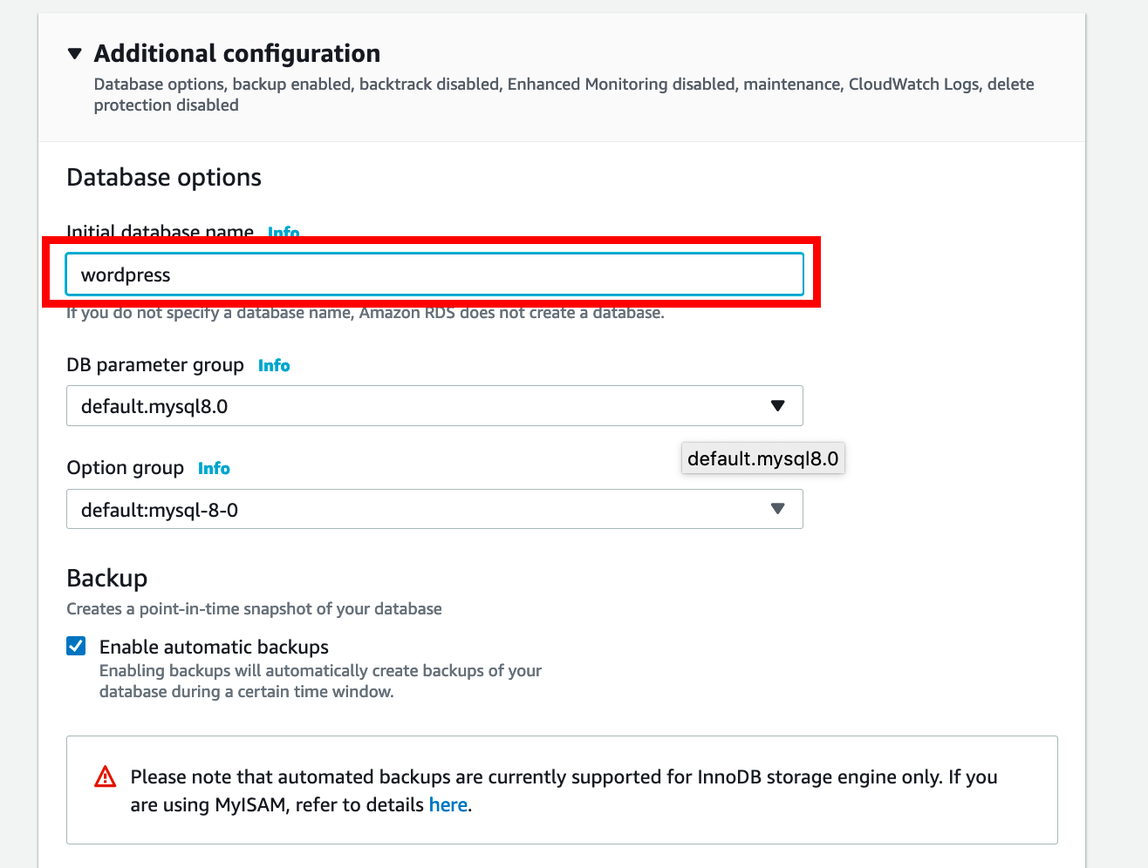 Additional configuration
Database options, backup enabled, backtrack disabled, Enhanced Monitoring disabled, maintenance, CloudWatch Logs, delete
protection disabled
Database options
Initial database name Info
wordpress
If you do not specify a database name, Amazon RDS does not create a database.
DB parameter group Info
default.mysql8.0
default.mysql8.0
Option group Info
default:mysql-8-0
Backup
Creates a point-in-time snapshot of your database
Enable automatic backups
Enabling backups will automatically create backups of your
database during a certain time window.
Please note that automated backups are currently supported for InnoDB storage engine only. If you
are using MyISAM, refer to details here.